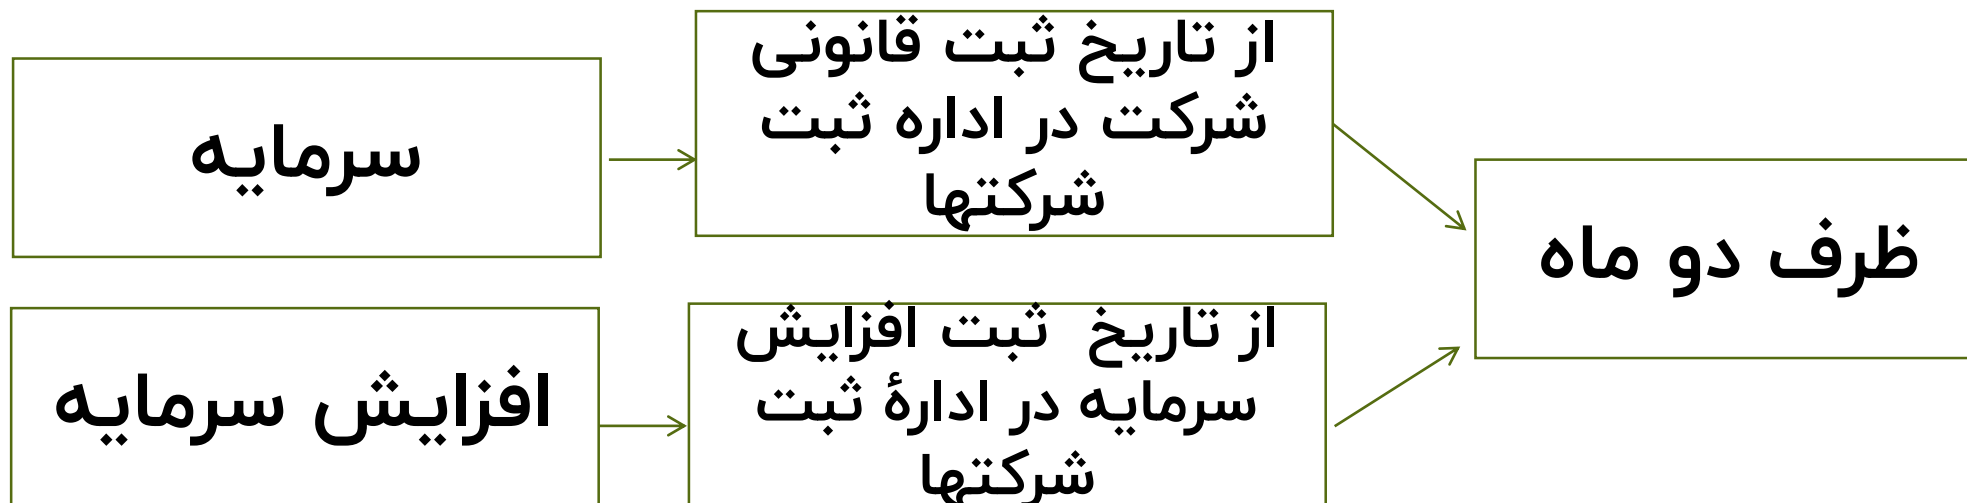 سرمایه
از تاریخ ثبت قانونی
شرکت در اداره ثبت
شرکتها
ظرف دو ماه
افزایش سرمایه
از تاریخ  ثبت افزایش
سرمایه در ادارهٔ ثبت
شرکتها